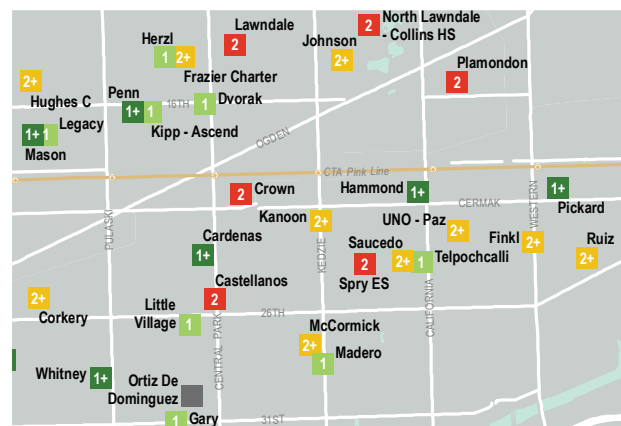 North Lawndale
- Collins HS
2
Lawndale
2
Herzl
1
2+
Johnson
2+
Plamondon
2
Frazier Charter
2+
Hughes C
Penn
1+
1
16TH
1
Dvorak
Kipp - Ascend
1+
1
Legacy
Mason
OGDEN
CTA Pink Line
2
Crown
Hammond
1+
1+
Pickard
CERMAK
WESTERN
Kanoon
2+
UNO - Paz
2+
PULASKI
Cardenas
1+
KEDZIE
Saucedo
2
Spry ES
2+
1
Telpochcalli
Finkl
2+
Ruiz
2+
2+
Corkery
Castellanos
2
Little
Village
1
26TH
CALIFORNIA
CENTRAL PARK
McCormick
2+
1
Madero
Whitney
1+
Ortiz De
Dominguez
1
Gary
31ST